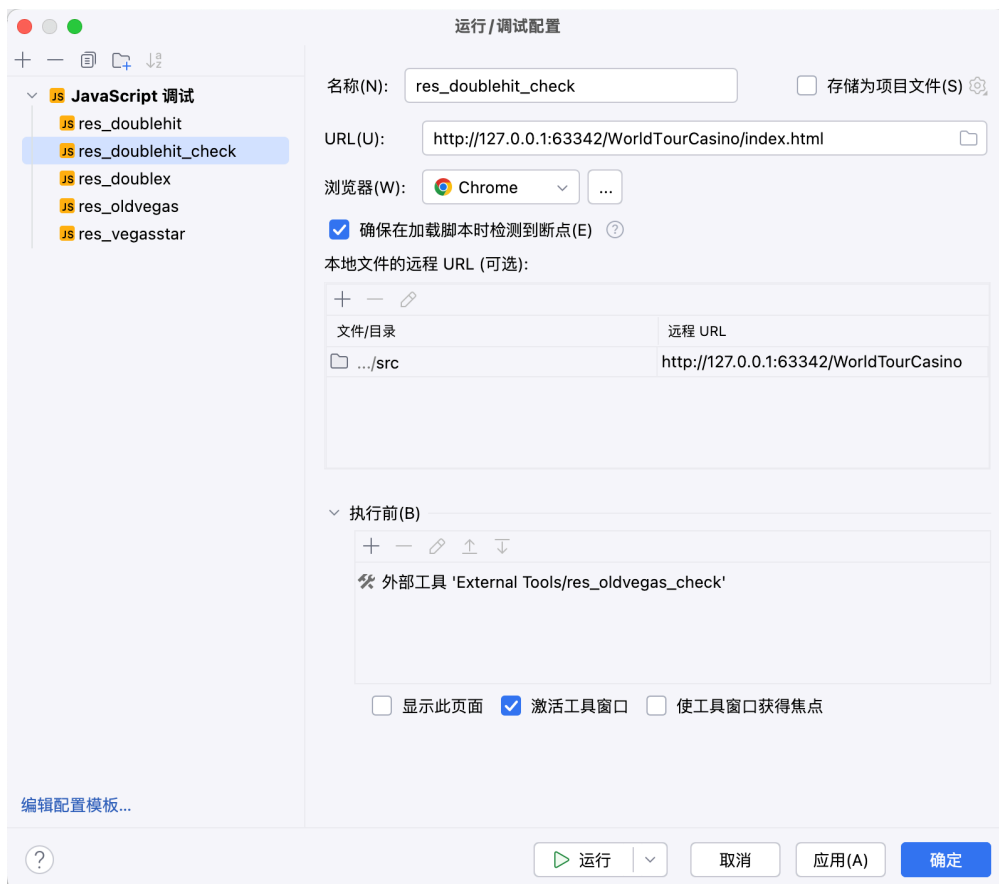 运行/调试配置
JavaScript 调试
res_doublehit
res_doublehit_check
res_doublex
res_oldvegas
res_vegasstar
编辑配置模板...
名称(N): res_doublehit_check 存储为项目文件(S)
URL(U): http://127.0.0.1:63342/WorldTourCasino/index.html
浏览器(W): Chrome ...
确保在加载脚本时检测到断点(E) ?
本地文件的远程 URL (可选):
文件/目录 远程 URL
.../src http://127.0.0.1:63342/WorldTourCasino
执行前(B)
外部工具 'External Tools/res_oldvegas_check'
显示此页面 激活工具窗口 使工具窗口获得焦点
? 运行 取消 应用(A) 确定